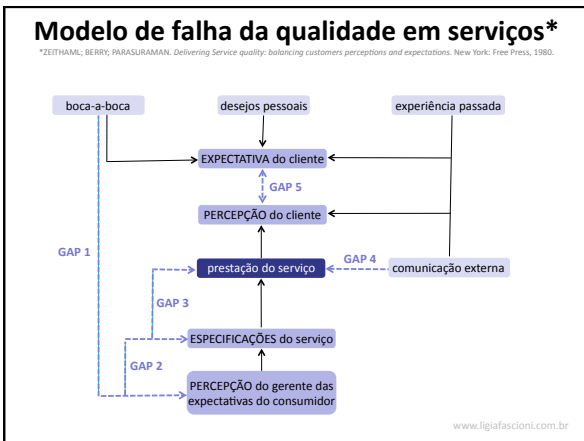 Modelo de falha da qualidade em serviços*
*ZEITHAML; BERRY; PARASURAMAN. Delivering Service quality: balancing customers perceptions and expectations. New York: Free Press, 1980.
boca-a-boca
desejos pessoais
experiência passada
EXPECTATIVA do cliente
GAP 5
PERCEPÇÃO do cliente
GAP 1
prestação do serviço
GAP 4
comunicação externa
GAP 3
ESPECIFICAÇÕES do serviço
GAP 2
PERCEPÇÃO do gerente das
expectativas do consumidor
www.ligiafascioni.com.br